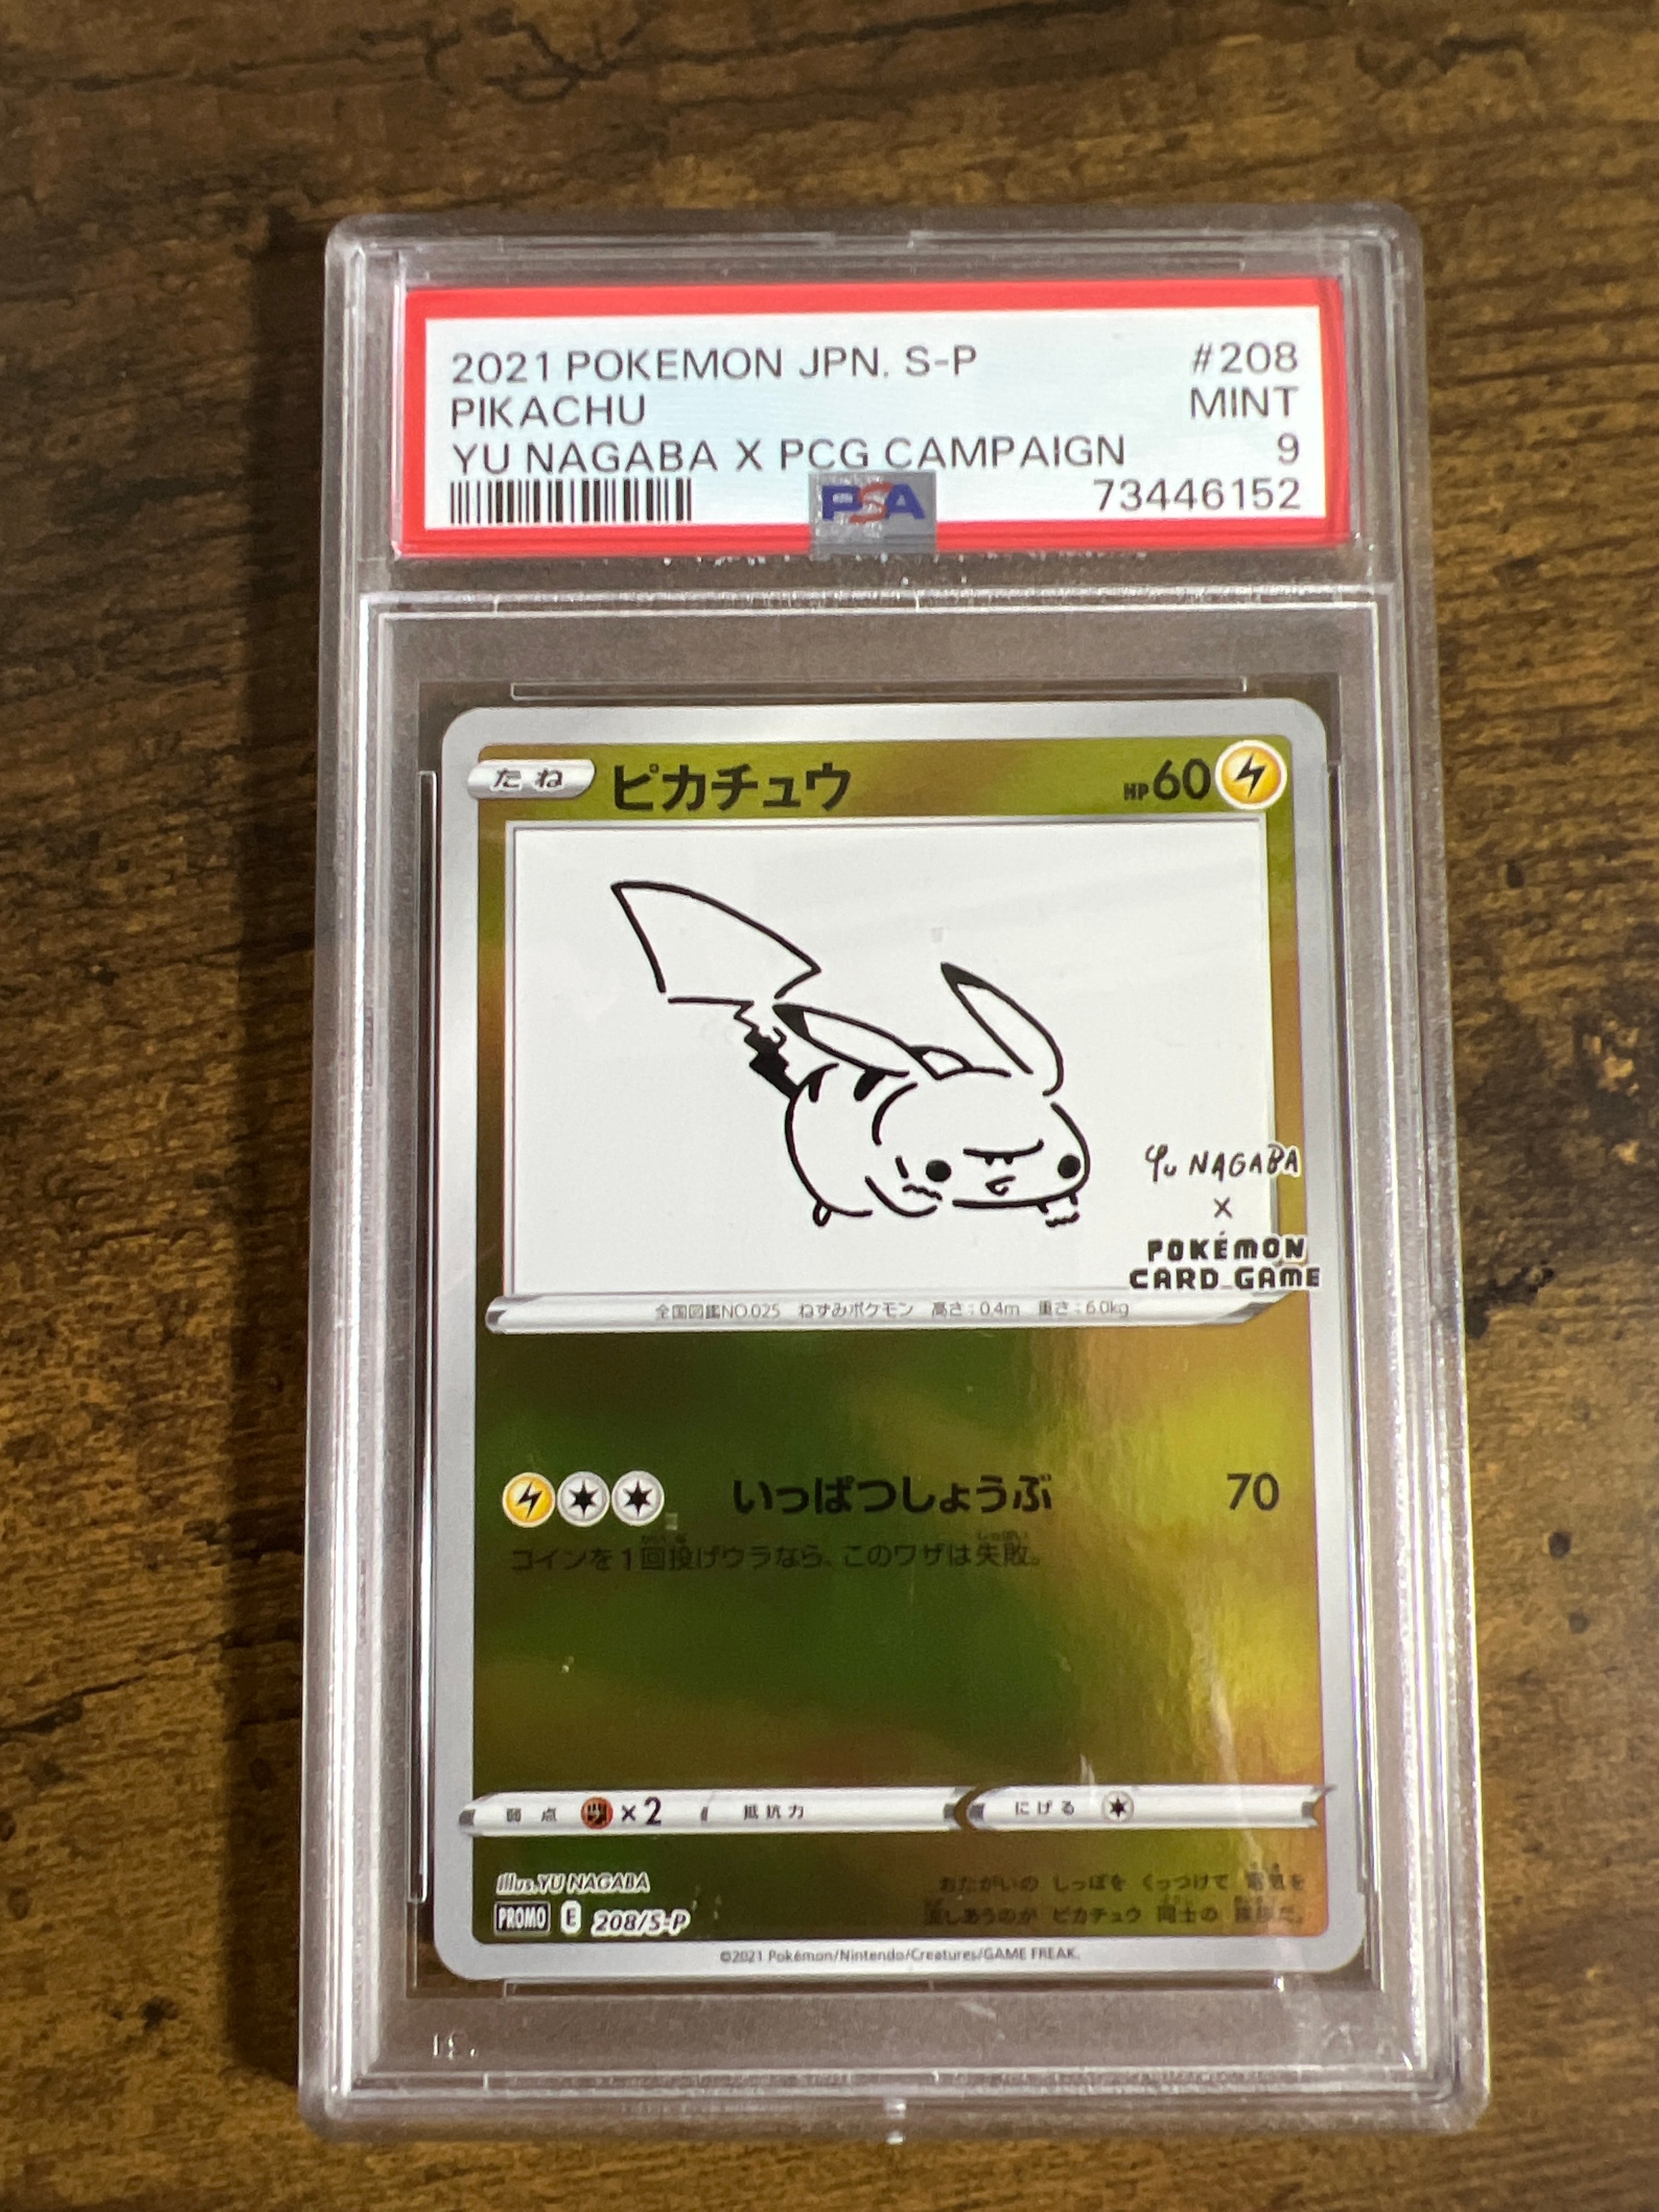 2021 POKEMON JPN. S-P #208
PIKACHU MINT
YU NAGABA X PCG CAMPAIGN 9
PSA 73446152
たね ピカチュウ HP60
Yu NAGABA
×
POKÉMON
CARD GAME
全国図鑑NO.025 ねずみポケモン 高さ:0.4m 重さ:6.0kg
いっぱつしょうぶ 70
コインを1回投げウラなら、このワザは失敗。
弱点 ×2 抵抗力 にげる
Illus.YU NAGABA
PROMO E 208/S-P
おたがいの しっぽを くっつけて 電気を
流しあうのが ピカチュウ 同士の
©2021 Pokémon/Nintendo/Creatures/GAME FREAK.